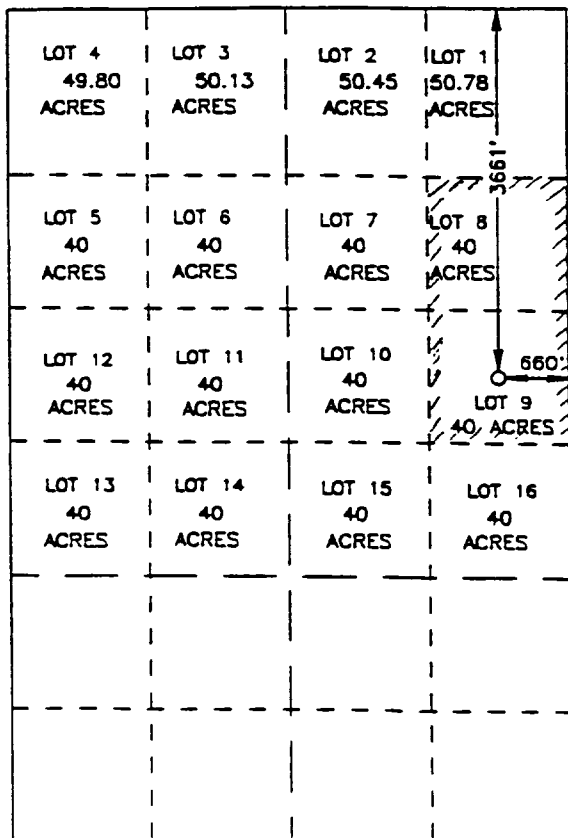 LOT 4
49.80
ACRES
LOT 3
50.13
ACRES
LOT 2
50.45
ACRES
LOT 1
50.78
ACRES
3661'
LOT 5
40
ACRES
LOT 6
40
ACRES
LOT 7
40
ACRES
LOT 8
40
ACRES
LOT 12
40
ACRES
LOT 11
40
ACRES
LOT 10
40
ACRES
660'
LOT 9
40 ACRES
LOT 13
40
ACRES
LOT 14
40
ACRES
LOT 15
40
ACRES
LOT 16
40
ACRES